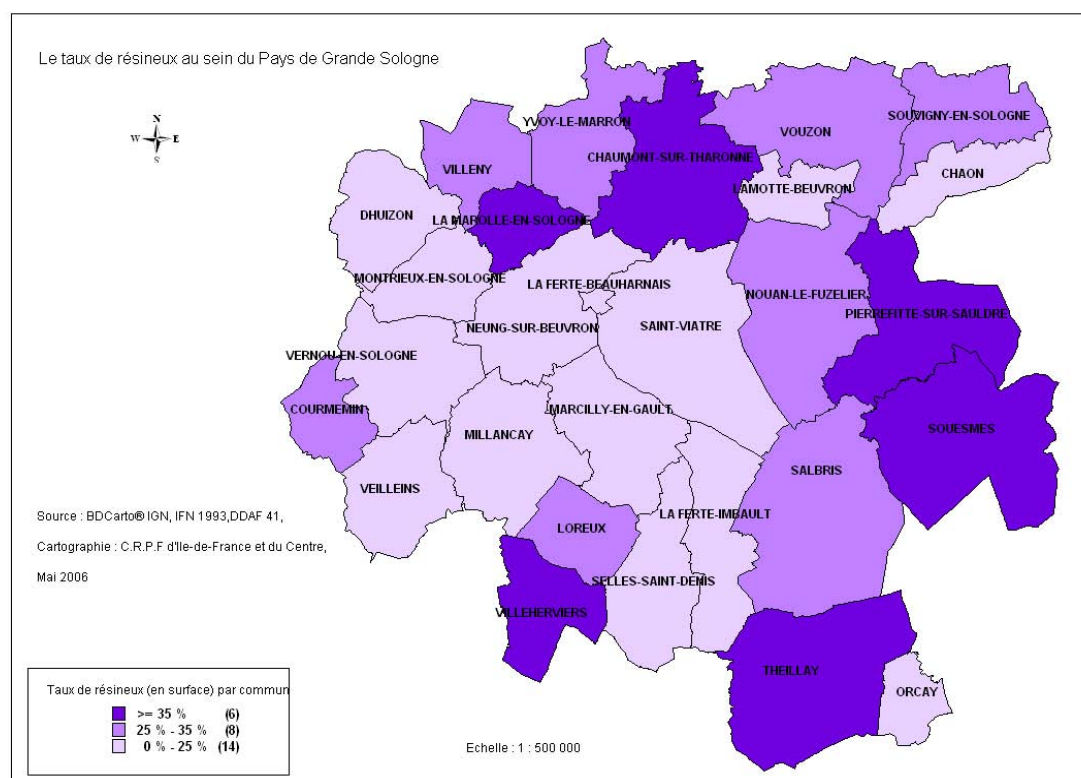 Le taux de résineux au sein du Pays de Grande Sologne
N
W E
S
YVOY-LE-MARRON
SOUVIGNY-EN-SOLOGNE
VOUZON
CHAUMONT-SUR-THARONNE
VILLENY
CHAON
LAMOTTE-BEUVRON
DHUIZON
LA MAROLLE-EN-SOLOGNE
MONTRIEUX-EN-SOLOGNE
LA FERTE-BEAUHARNAIS
NOUAN-LE-FUZELIER
PIERREFITTE-SUR-SAULDRE
NEUNG-SUR-BEUVRON
SAINT-VIATRE
VERNOU-EN-SOLOGNE
COURMEMIN
MARCILLY-EN-GAULT
MILLANCAY
SOUESMES
SALBRIS
VEILLEINS
LA FERTE-IMBAULT
LOREUX
SELLES-SAINT-DENIS
VILLEHERVIERS
THEILLAY
ORCAY
Source : BDCarto® IGN, IFN 1993,DDAF 41,
Cartographie : C.R.P.F d'Ile-de-France et du Centre,
Mai 2006
Taux de résineux (en surface) par commun
>= 35 % (6)
25 % - 35 % (8)
0 % - 25 % (14)
Echelle : 1 : 500 000